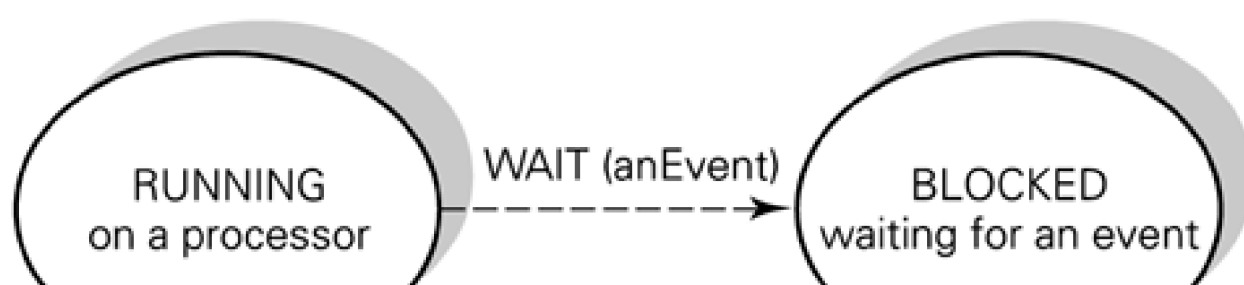 RUNNING
on a processor
WAIT (anEvent)
BLOCKED
waiting for an event